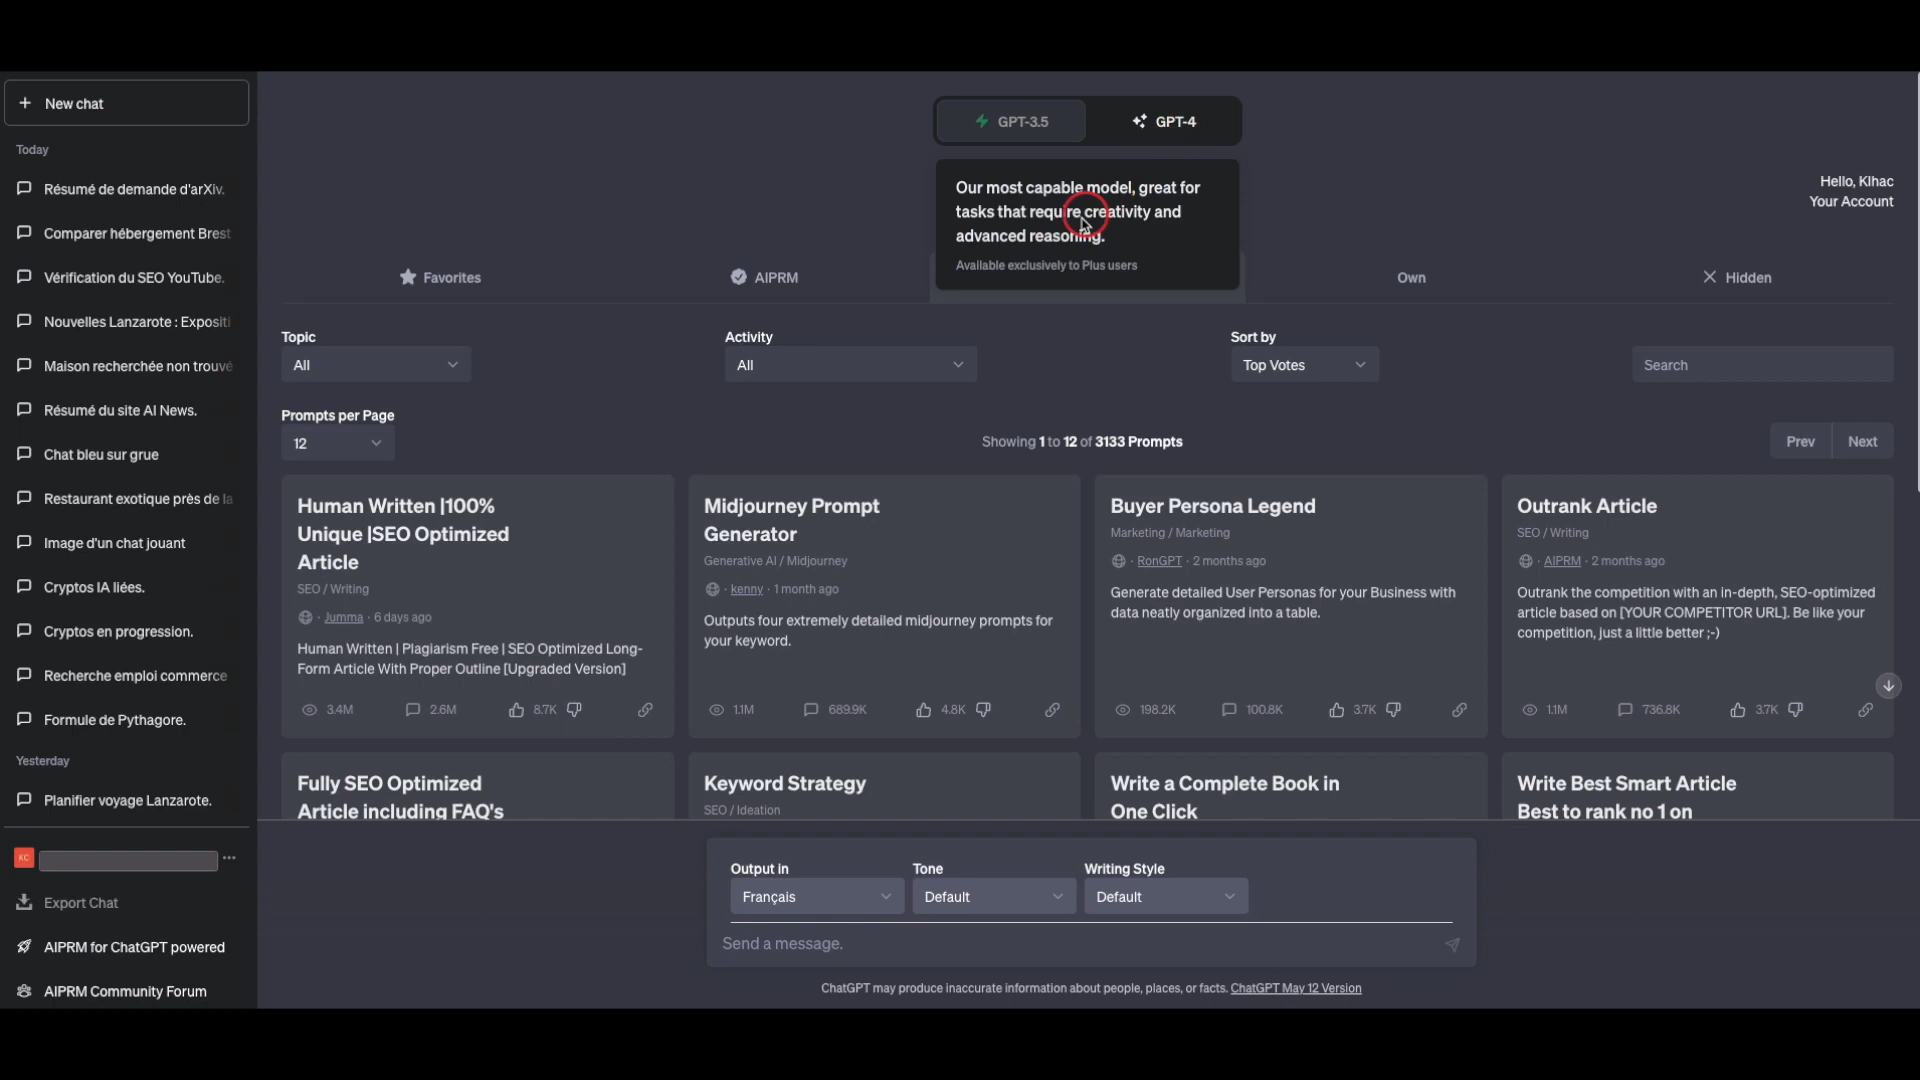 New chat
Today
Résumé de demande d'arXiv.
Comparer hébergement Brest
Vérification du SEO YouTube.
Nouvelles Lanzarote : Expositi
Maison recherchée non trouvé
Résumé du site AI News.
Chat bleu sur grue
Restaurant exotique près de la
Image d'un chat jouant
Cryptos IA liées.
Cryptos en progression.
Recherche emploi commerce
Formule de Pythagore.
Yesterday
Planifier voyage Lanzarote.
KC
Export Chat
AIPRM for ChatGPT powered
AIPRM Community Forum
GPT-3.5
GPT-4
Our most capable model, great for
tasks that require creativity and
advanced reasoning.
Available exclusively to Plus users
Hello, Klhac
Your Account
Favorites
AIPRM
Own
Hidden
Topic
All
Activity
All
Sort by
Top Votes
Search
Prompts per Page
12
Showing 1 to 12 of 3133 Prompts
Prev
Next
Human Written |100%
Unique |SEO Optimized
Article
SEO / Writing
· Jumma · 6 days ago
Human Written | Plagiarism Free | SEO Optimized Long-
Form Article With Proper Outline [Upgraded Version]
3.4M
2.6M
8.7K
Midjourney Prompt
Generator
Generative AI / Midjourney
· kenny · 1 month ago
Outputs four extremely detailed midjourney prompts for
your keyword.
1.1M
689.9K
4.8K
Buyer Persona Legend
Marketing / Marketing
· RonGPT · 2 months ago
Generate detailed User Personas for your Business with
data neatly organized into a table.
198.2K
100.8K
3.7K
Outrank Article
SEO / Writing
· AIPRM · 2 months ago
Outrank the competition with an in-depth, SEO-optimized
article based on [YOUR COMPETITOR URL]. Be like your
competition, just a little better ;-)
1.1M
736.8K
3.7K
Fully SEO Optimized
Article including FAQ's
Keyword Strategy
SEO / Ideation
Write a Complete Book in
One Click
Write Best Smart Article
Best to rank no 1 on
Output in
Français
Tone
Default
Writing Style
Default
Send a message.
ChatGPT may produce inaccurate information about people, places, or facts. ChatGPT May 12 Version